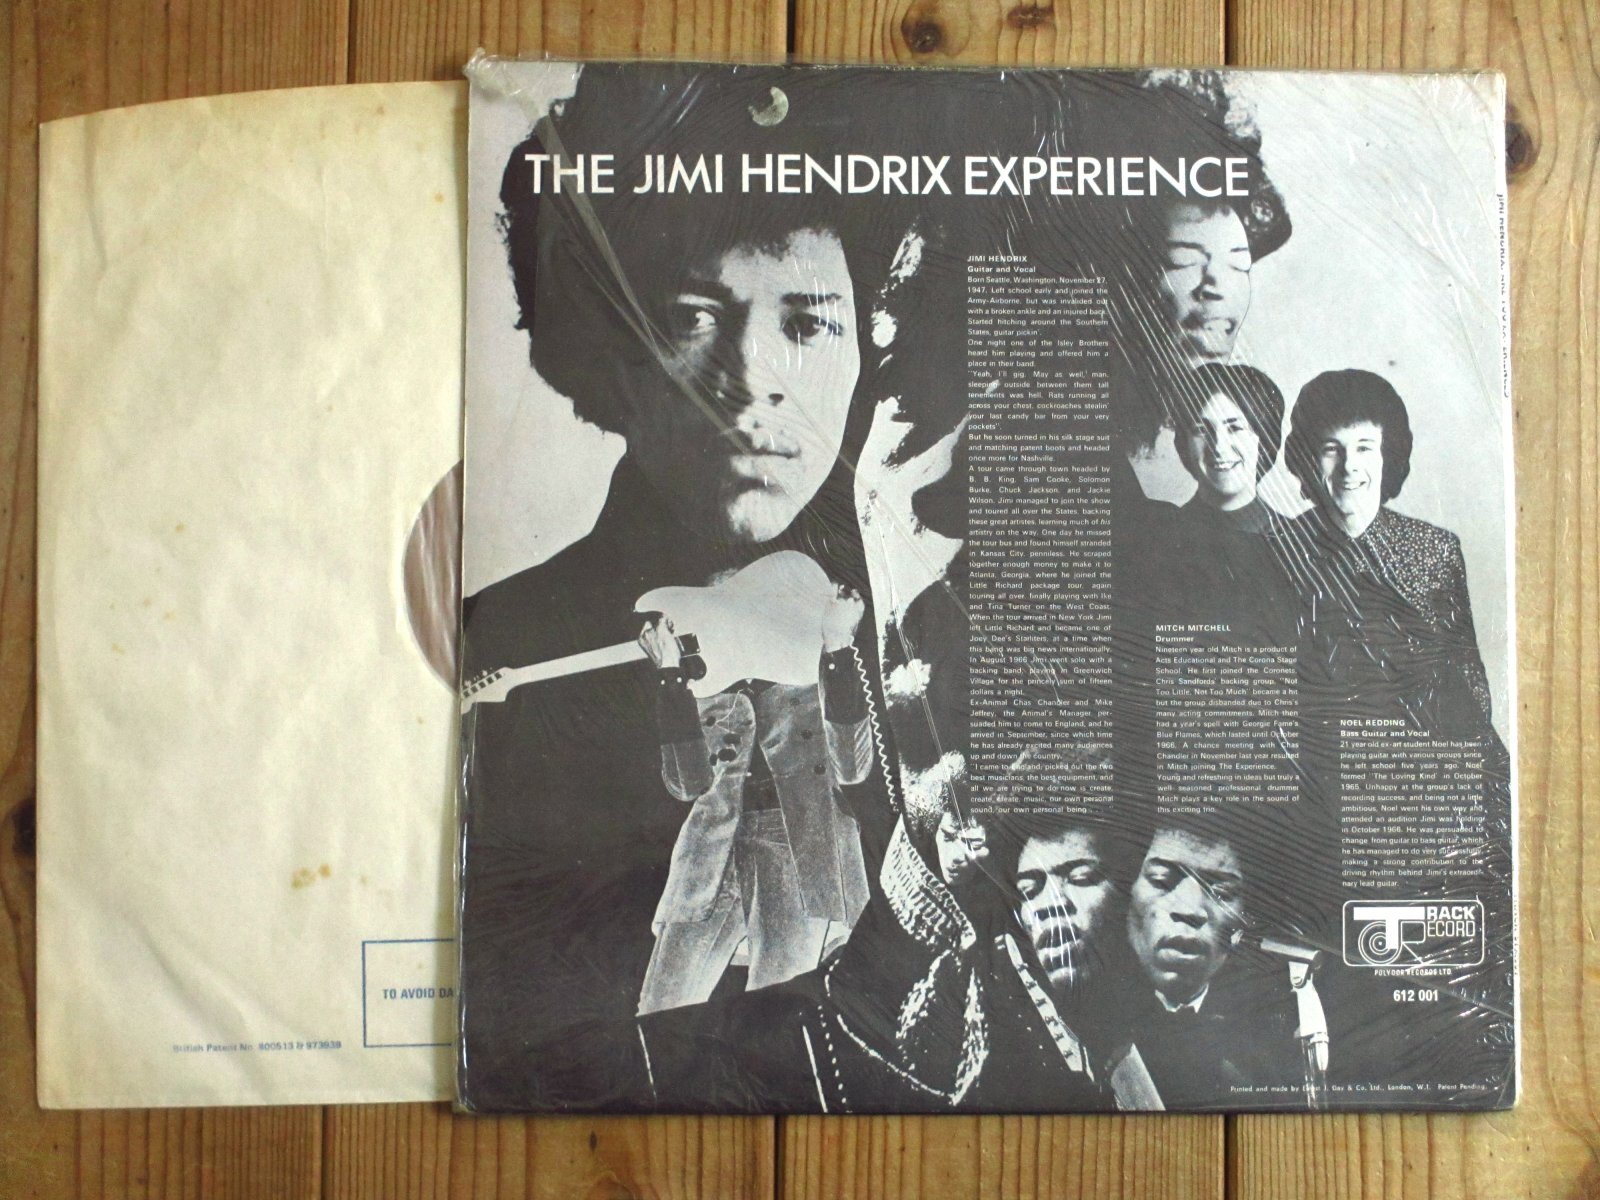 THE JIMI HENDRIX EXPERIENCE
JIMI HENDRIX
Guitar and Vocal
Born Seattle, Washington, November 27,
1947. Left school early and joined the
Army-Airborne, but was invalided out
with a broken ankle and an injured back.
Started hitching around the Southern
States, guitar pickin'.
One night one of the Isley Brothers
heard him playing and offered him a
place in their band.
"Yeah, I'll gig. May as well,' man,
sleeping outside between them tall
tenements was hell. Rats running all
across your chest, cockroaches stealin'
your last candy bar from your very
pockets".
But he soon turned in his silk stage suit
and matching patent boots and headed
once more for Nashville.
A tour came through town headed by
B. B. King, Sam Cooke, Solomon
Burke, Chuck Jackson, and Jackie
Wilson. Jimi managed to join the show
and toured all over the States, backing
these great artistes, learning much of his
artistry on the way. One day he missed
the tour bus and found himself stranded
in Kansas City, penniless. He scraped
together enough money to make it to
Atlanta, Georgia, where he joined the
Little Richard package tour, again
touring all over, finally playing with Ike
and Tina Turner on the West Coast.
When the tour arrived in New York Jimi
left Little Richard and became one of
Joey Dee's Starliters, at a time when
this band was big news internationally.
In August 1966 Jimi went solo with a
backing band, playing in Greenwich
Village for the princely sum of fifteen
dollars a night.
Ex-Animal Chas Chandler and Mike
Jeffrey, the Animal's Manager, per-
suaded him to come to England, and he
arrived in September, since which time
he has already excited many audiences
up and down the country.
"I came to England, picked out the two
best musicians, the best equipment, and
all we are trying to do now is create,
create, create, music, our own personal
sound, our own personal being . . .
MITCH MITCHELL
Drummer
Nineteen year old Mitch is a product of
Acts Educational and The Corona Stage
School. He first joined the Coronets,
Chris Sandfords' backing group. "Not
Too Little, Not Too Much' became a hit
but the group disbanded due to Chris's
many acting commitments. Mitch then
had a year's spell with Georgie Fame's
Blue Flames, which lasted until October
1966. A chance meeting with Chas
Chandler in November last year resulted
in Mitch joining The Experience.
Young and refreshing in ideas but truly a
well seasoned professional drummer
Mitch plays a key role in the sound of
this exciting trio.
NOEL REDDING
Bass Guitar and Vocal
21 year old ex-art student Noel has been
playing guitar with various groups since
he left school five years ago. Noel
formed 'The Loving Kind' in October
1965. Unhappy at the group's lack of
recording success, and being not a little
ambitious, Noel went his own way and
attended an audition Jimi was holding
in October 1966. He was persuaded to
change from guitar to bass guitar, which
he has managed to do very successfully,
making a strong contribution to the
driving rhythm behind Jimi's extraordi-
nary lead guitar.
TRACK
RECORD
POLYDOR RECORDS LTD.
612 001
Printed and made by Ernest J. Day & Co. Ltd., London, W.1. Patent Pending.
TO AVOID DA
British Patent No. 800513 & 973939